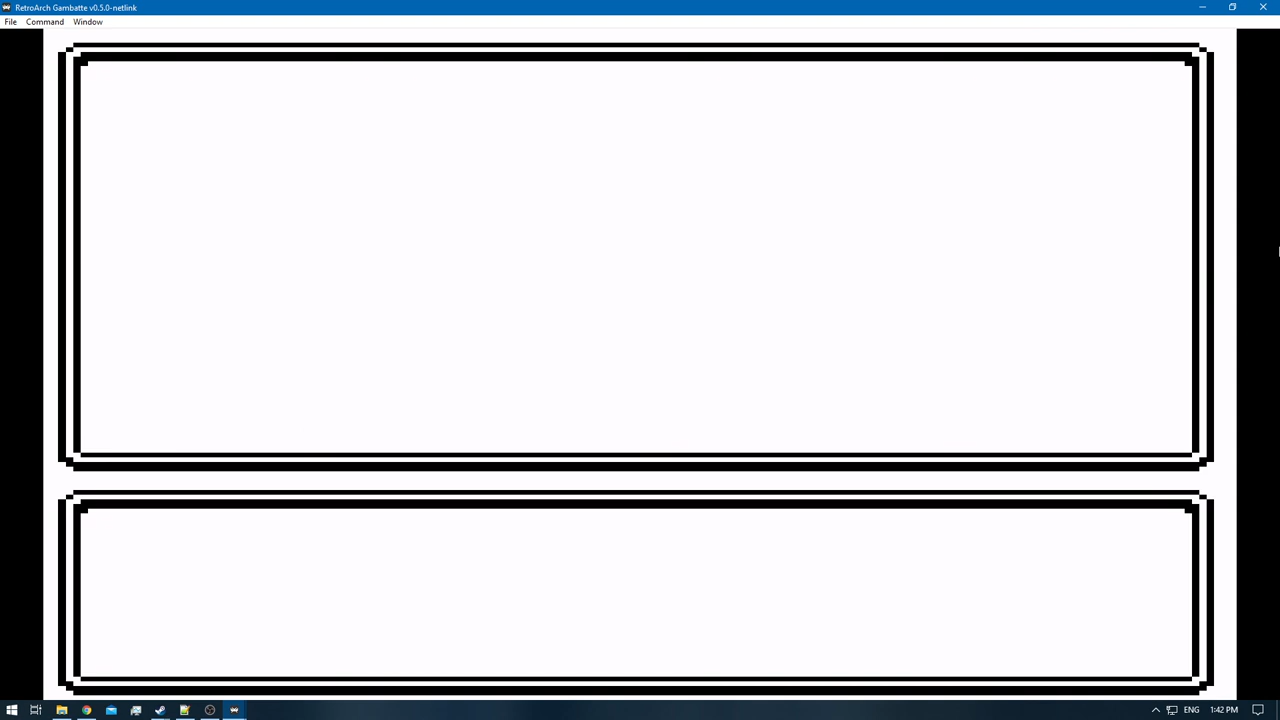 RetroArch Gambatte v0.5.0-netlink
File Command Window
ENG 1:42 PM